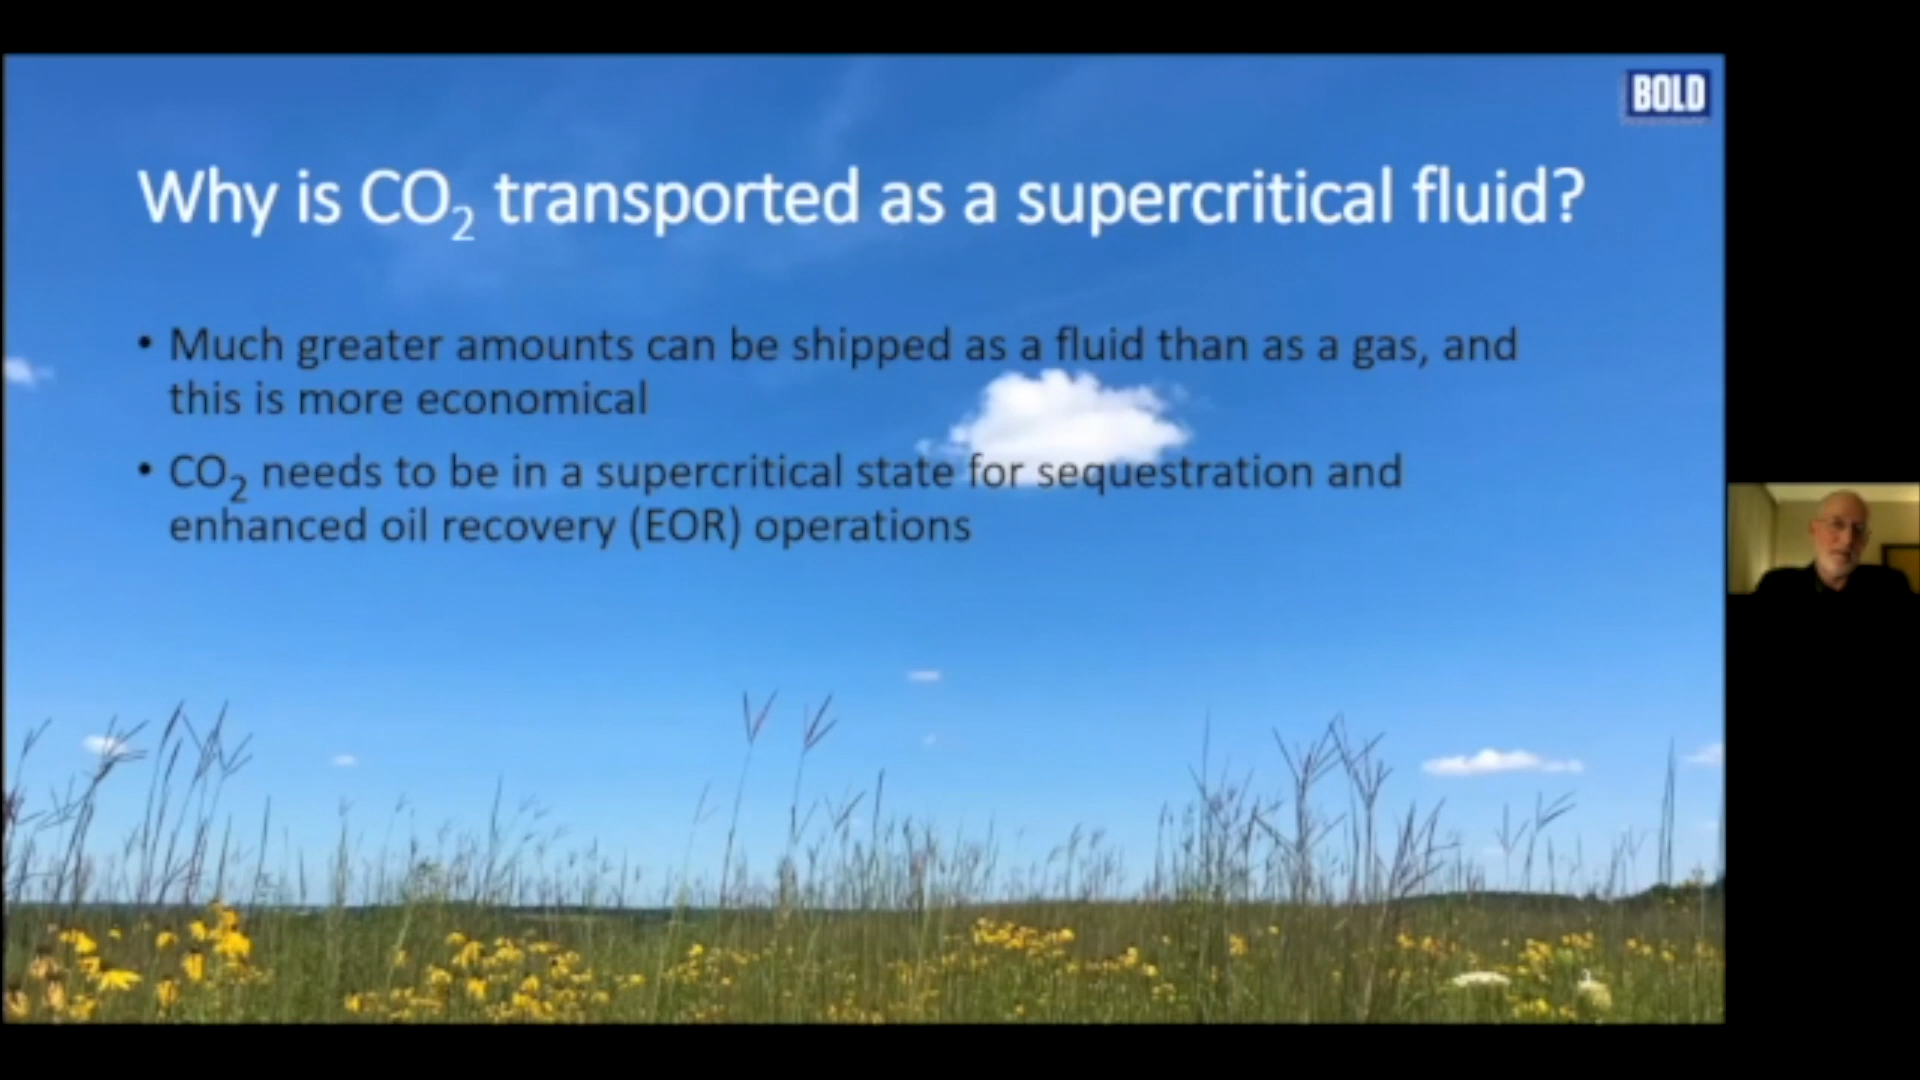 BOLD
Why is CO₂ transported as a supercritical fluid?
• Much greater amounts can be shipped as a fluid than as a gas, and
this is more economical
• CO₂ needs to be in a supercritical state for sequestration and
enhanced oil recovery (EOR) operations